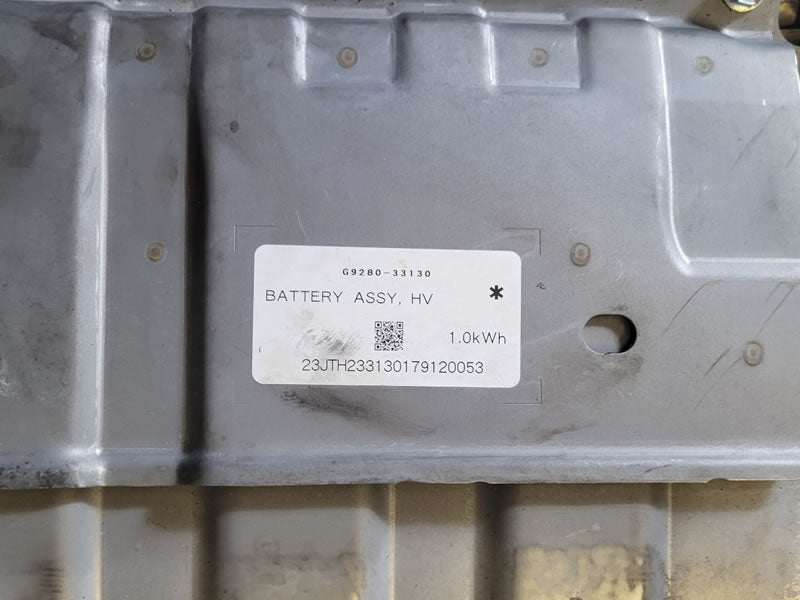 G9280-33130
BATTERY ASSY, HV *
1.0kWh
23JTH233130179120053